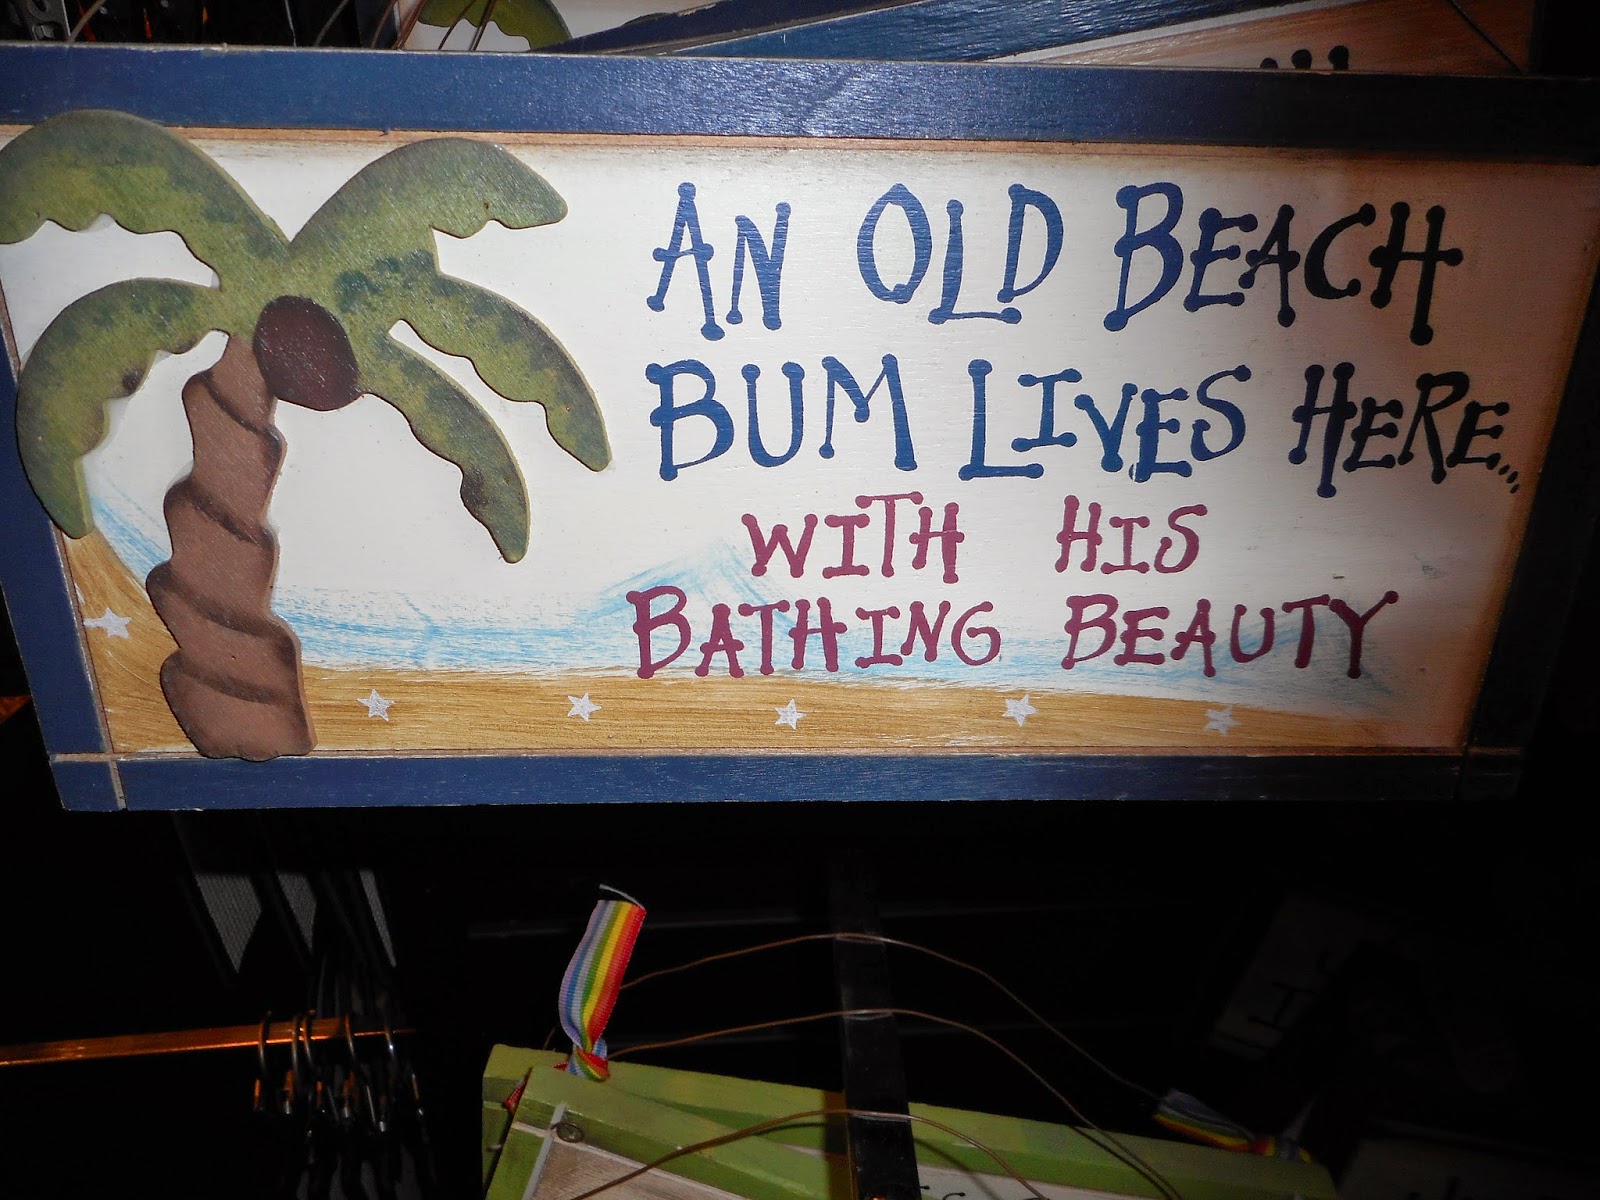 AN OLD BEACH
BUM LIVES HERE...
WITH HIS
BATHING BEAUTY